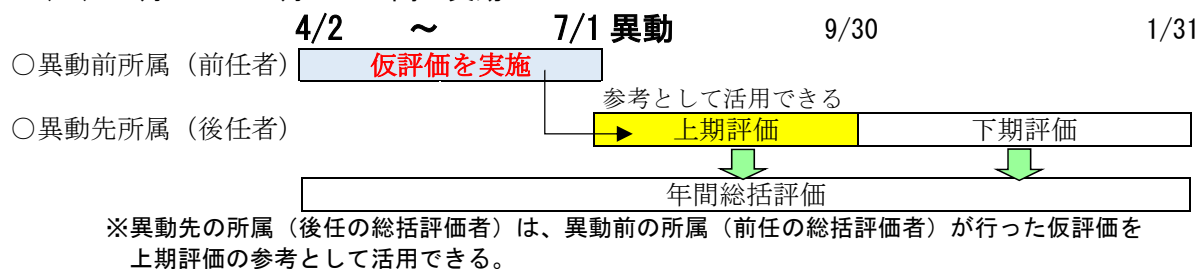 4/2 ～ 7/1 異動 9/30 1/31
○異動前所属（前任者） 仮評価を実施
参考として活用できる
○異動先所属（後任者） 上期評価 下期評価
年間総括評価
※異動先の所属（後任の総括評価者）は、異動前の所属（前任の総括評価者）が行った仮評価を
上期評価の参考として活用できる。